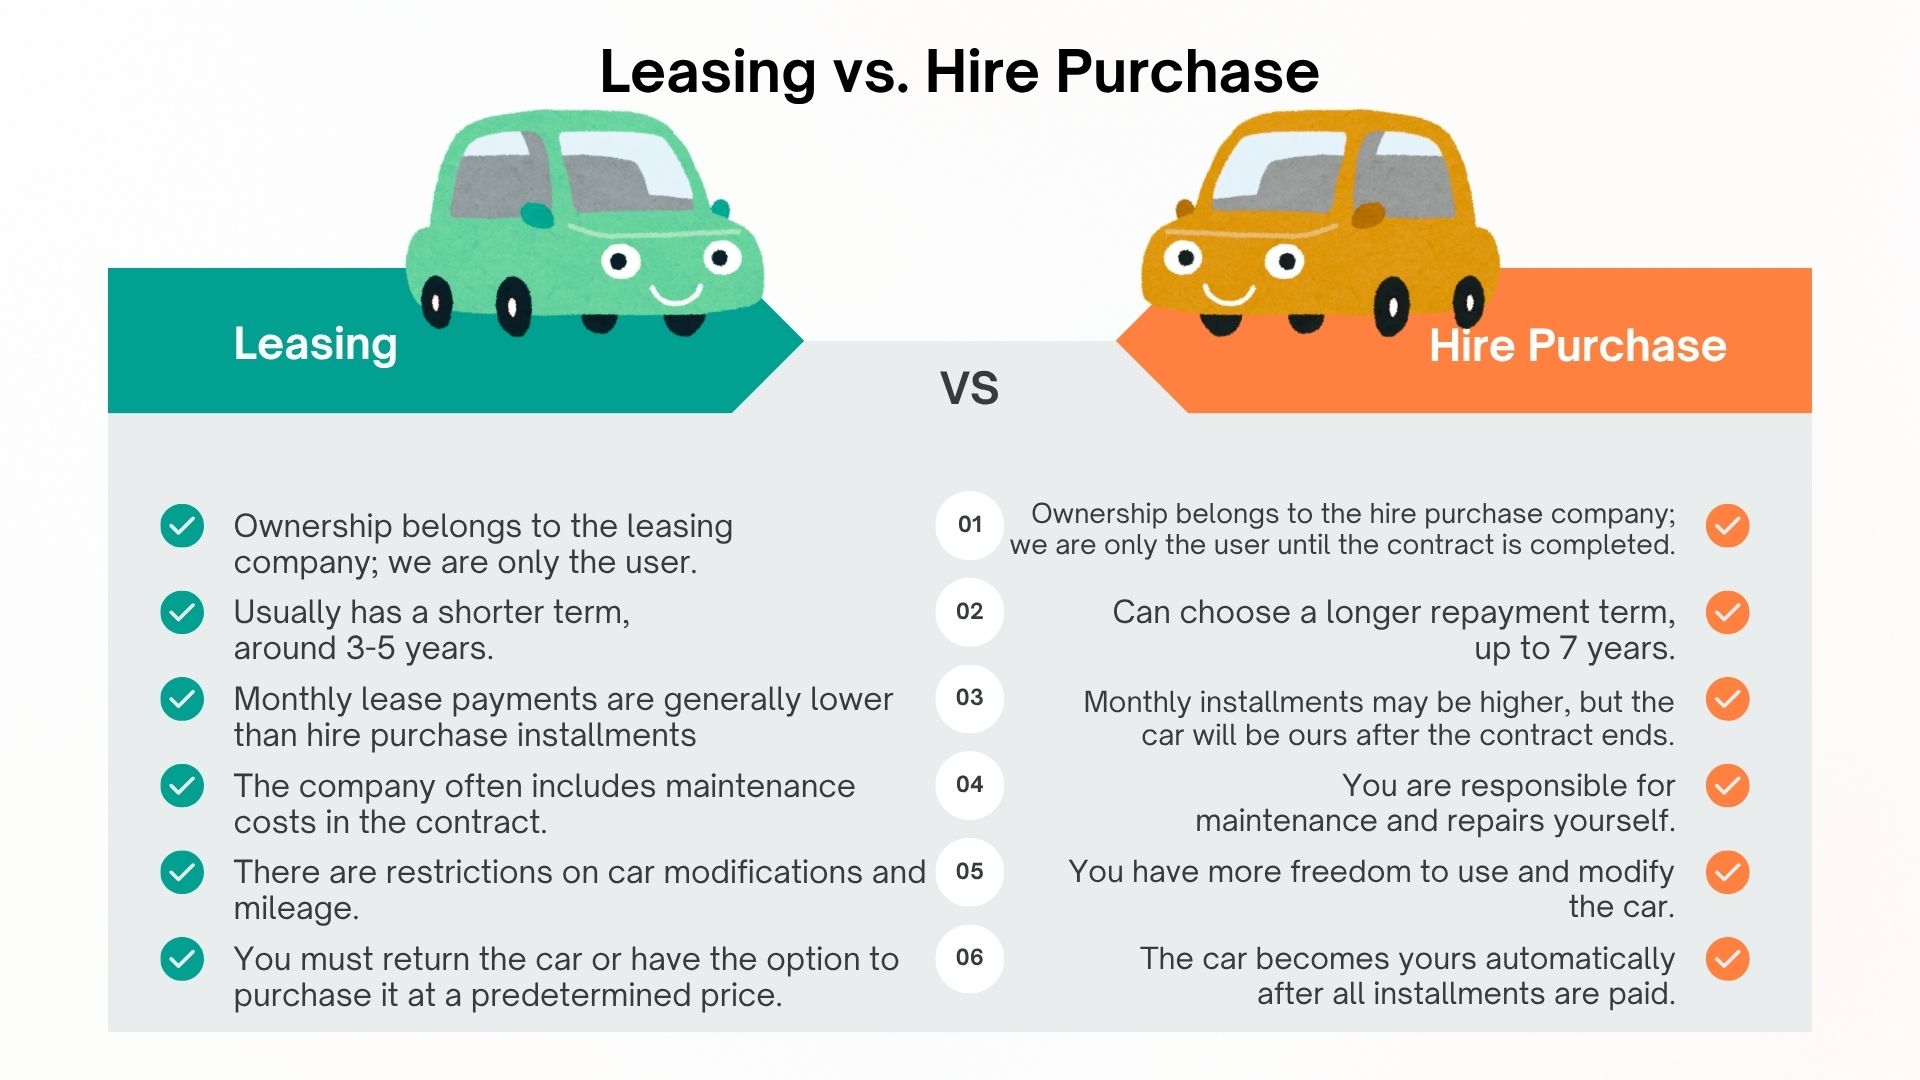 Leasing vs. Hire Purchase
Leasing
VS
Hire Purchase
Ownership belongs to the leasing
company; we are only the user.
01
Ownership belongs to the hire purchase company;
we are only the user until the contract is completed.
Usually has a shorter term,
around 3-5 years.
02
Can choose a longer repayment term,
up to 7 years.
Monthly lease payments are generally lower
than hire purchase installments
03
Monthly installments may be higher, but the
car will be ours after the contract ends.
The company often includes maintenance
costs in the contract.
04
You are responsible for
maintenance and repairs yourself.
There are restrictions on car modifications and
mileage.
05
You have more freedom to use and modify
the car.
You must return the car or have the option to
purchase it at a predetermined price.
06
The car becomes yours automatically
after all installments are paid.